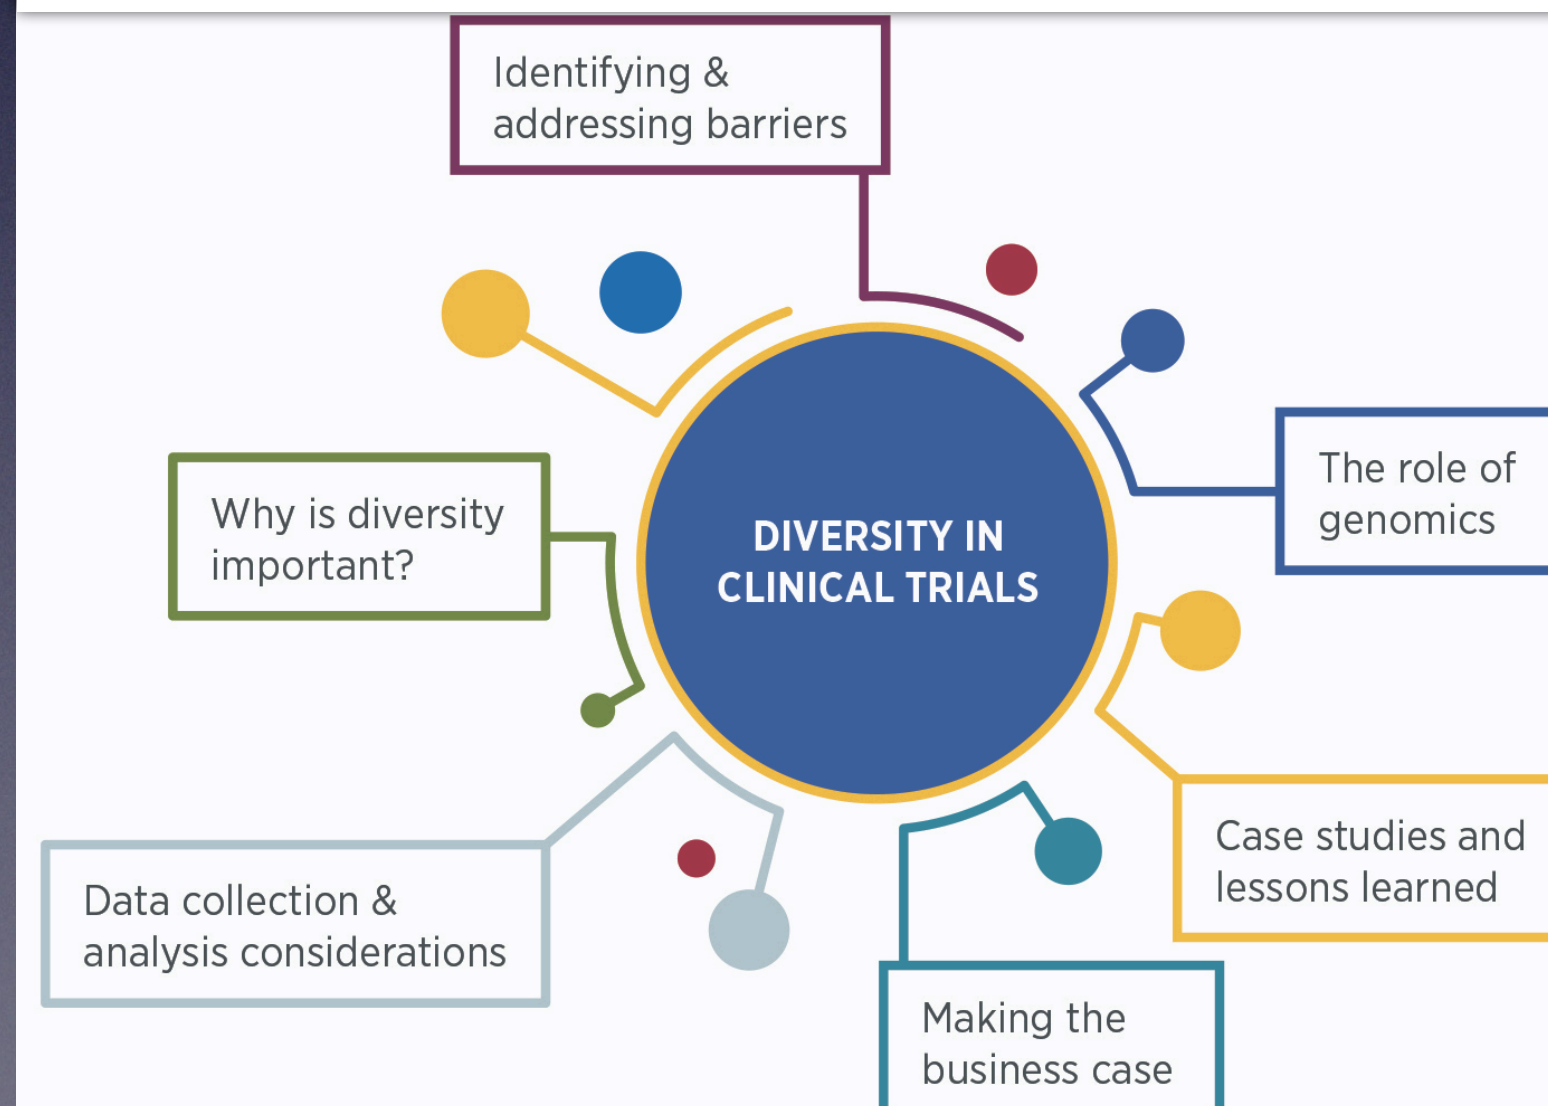 Identifying &
addressing barriers
The role of
genomics
Why is diversity
important?
DIVERSITY IN
CLINICAL TRIALS
Case studies and
lessons learned
Data collection &
analysis considerations
Making the
business case